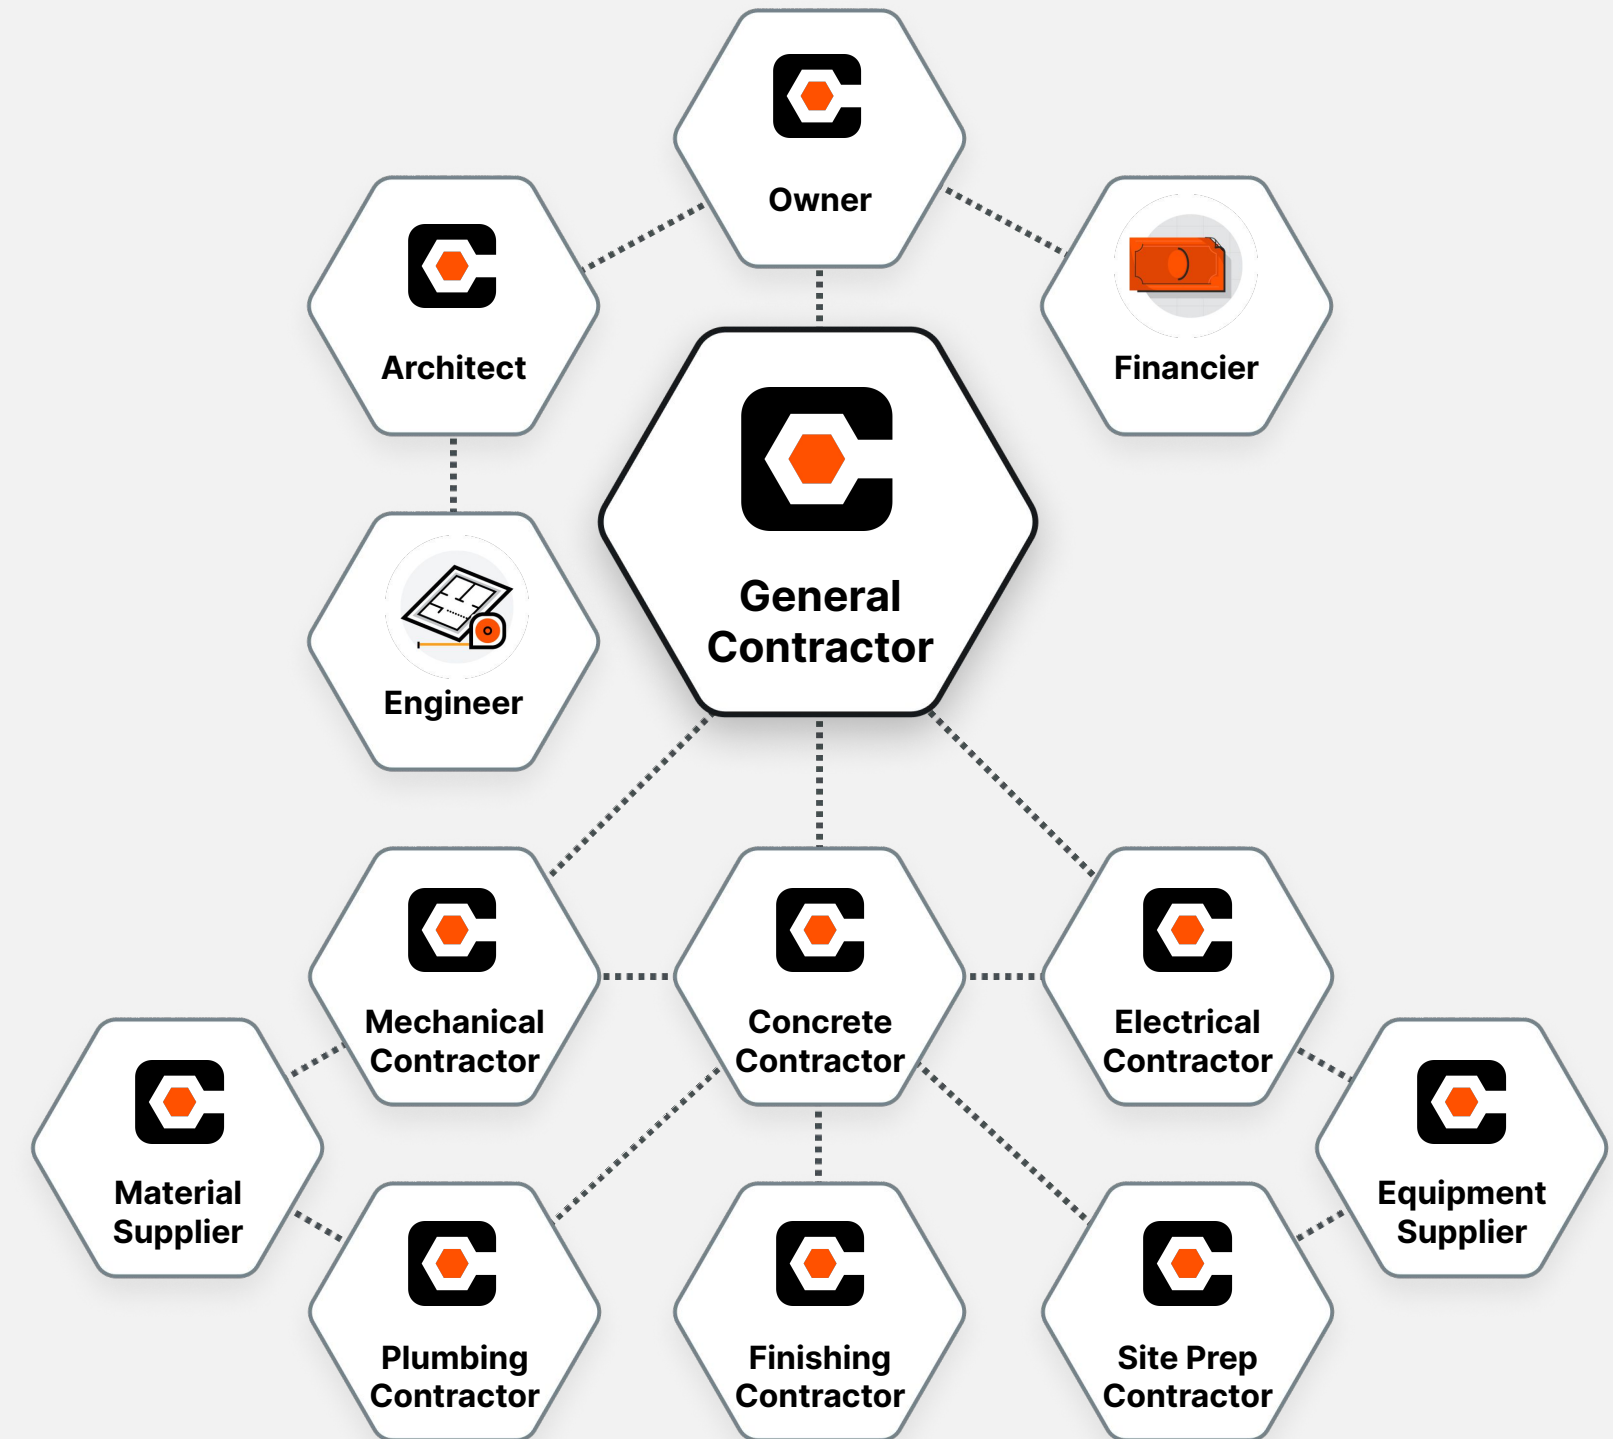 Owner
Architect
Financier
General
Contractor
Engineer
Mechanical
Contractor
Concrete
Contractor
Electrical
Contractor
Material
Supplier
Equipment
Supplier
Plumbing
Contractor
Finishing
Contractor
Site Prep
Contractor